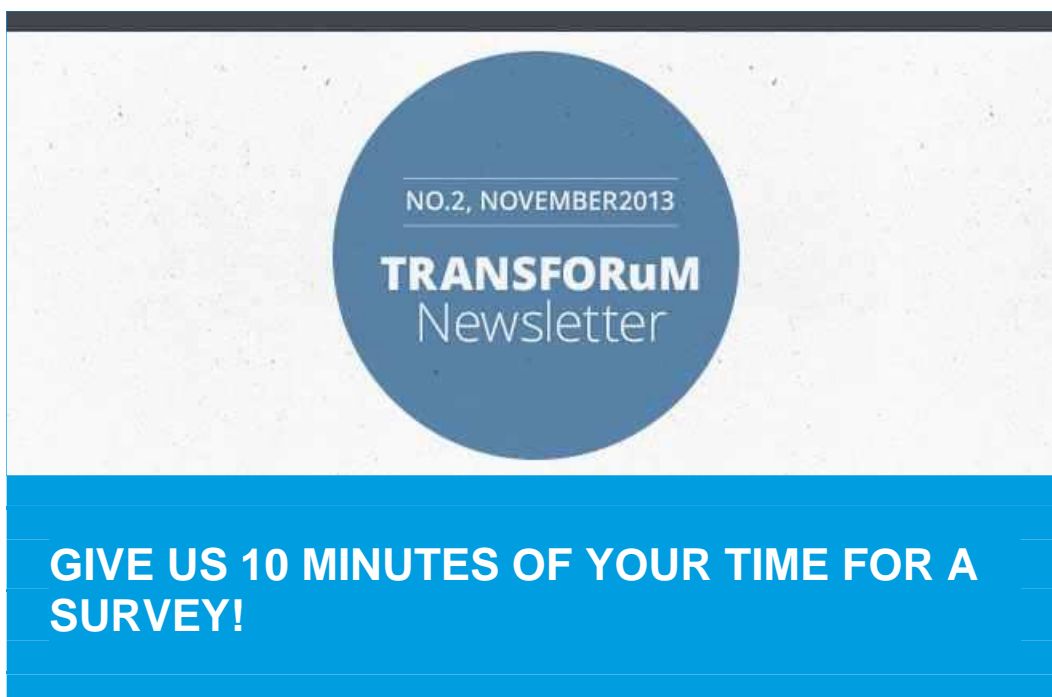 NO.2, NOVEMBER2013
TRANSFORuM
Newsletter
GIVE US 10 MINUTES OF YOUR TIME FOR A
SURVEY!